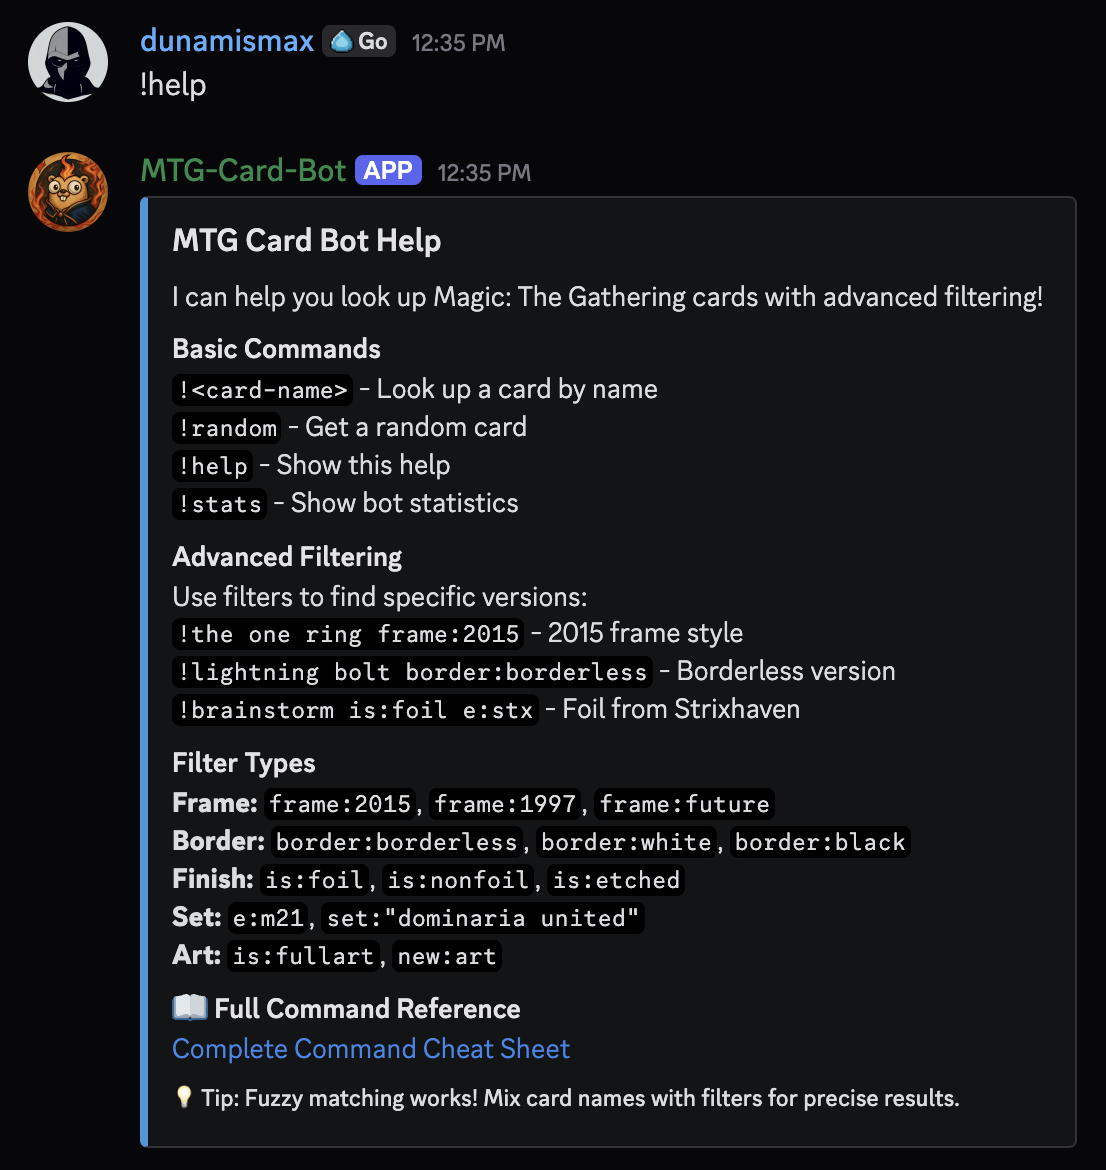 dunamismax Go 12:35 PM
!help
MTG-Card-Bot APP 12:35 PM
MTG Card Bot Help
I can help you look up Magic: The Gathering cards with advanced filtering!
Basic Commands
!<card-name> - Look up a card by name
!random - Get a random card
!help - Show this help
!stats - Show bot statistics
Advanced Filtering
Use filters to find specific versions:
!the one ring frame:2015 - 2015 frame style
!lightning bolt border:borderless - Borderless version
!brainstorm is:foil e:stx - Foil from Strixhaven
Filter Types
Frame: frame:2015, frame:1997, frame:future
Border: border:borderless, border:white, border:black
Finish: is:foil, is:nonfoil, is:etched
Set: e:m21, set:"dominaria united"
Art: is:fullart, new:art
📖 Full Command Reference
Complete Command Cheat Sheet
💡 Tip: Fuzzy matching works! Mix card names with filters for precise results.